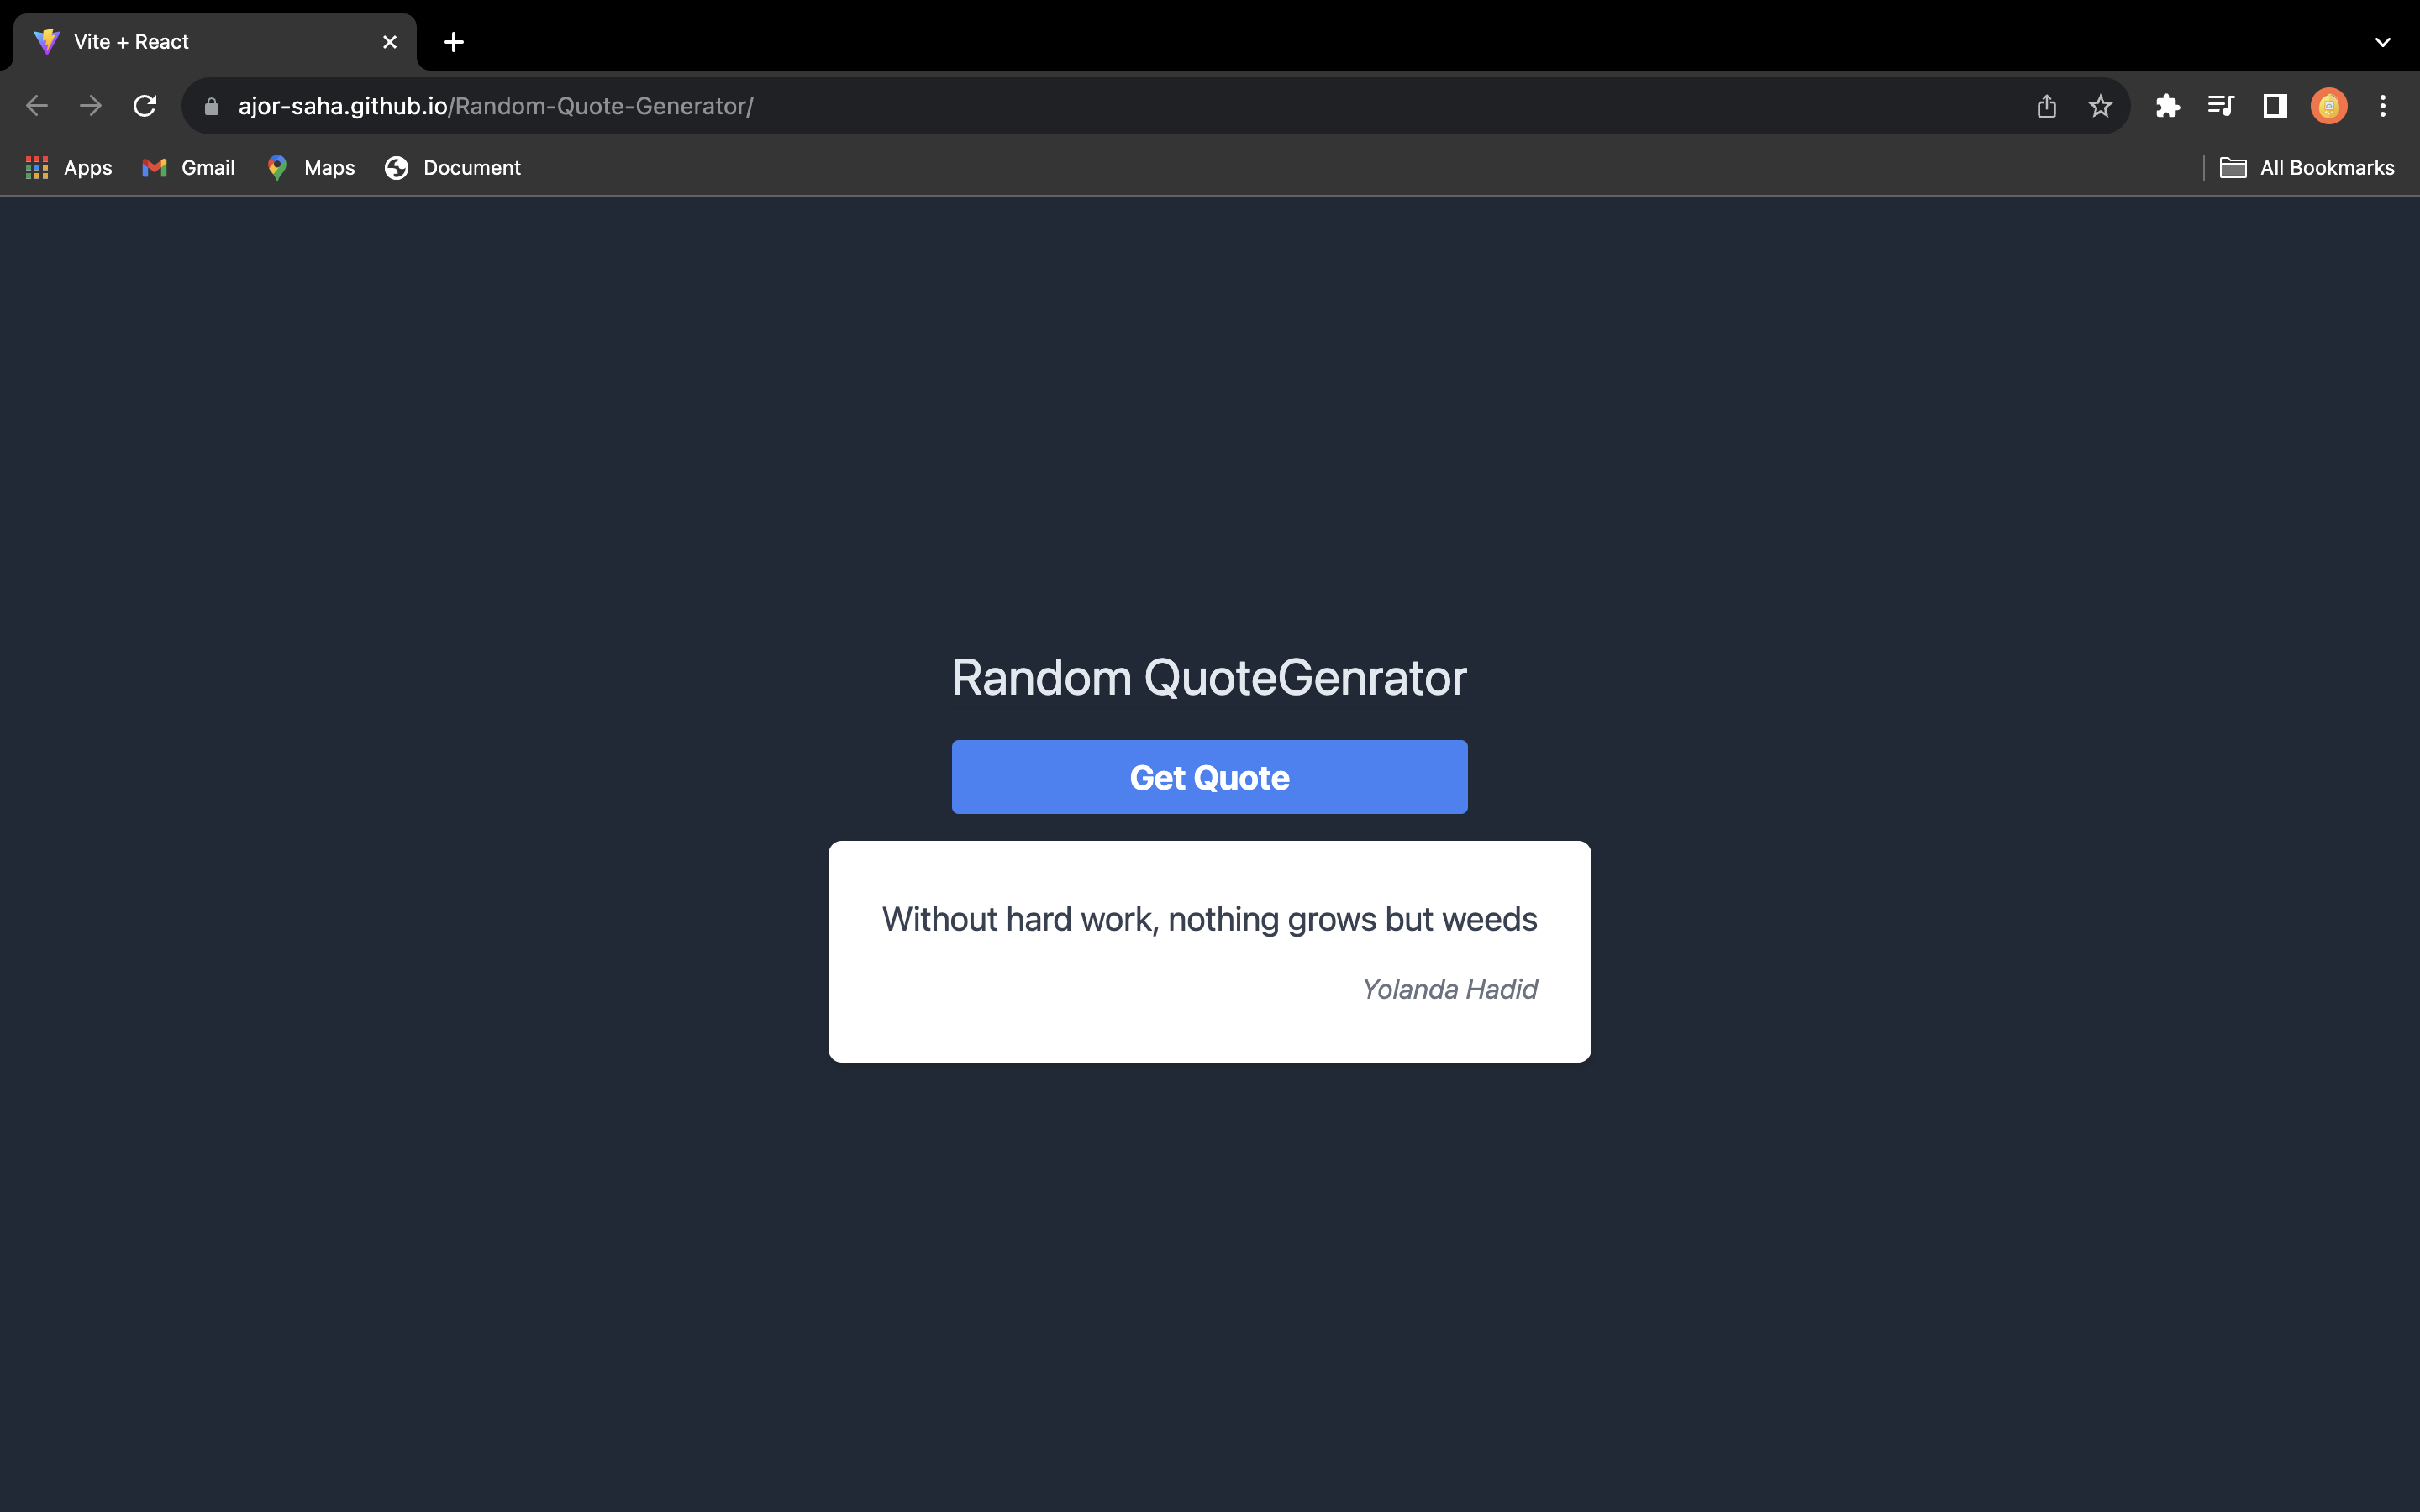 Vite + React
ajor-saha.github.io/Random-Quote-Generator/
Apps Gmail Maps Document All Bookmarks
Random QuoteGenrator
Get Quote
Without hard work, nothing grows but weeds
Yolanda Hadid